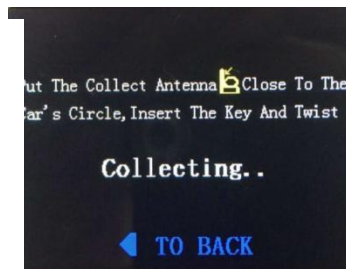 ut The Collect Antenna Close To The
ar's Circle, Insert The Key And Twist
Collecting..
TO BACK